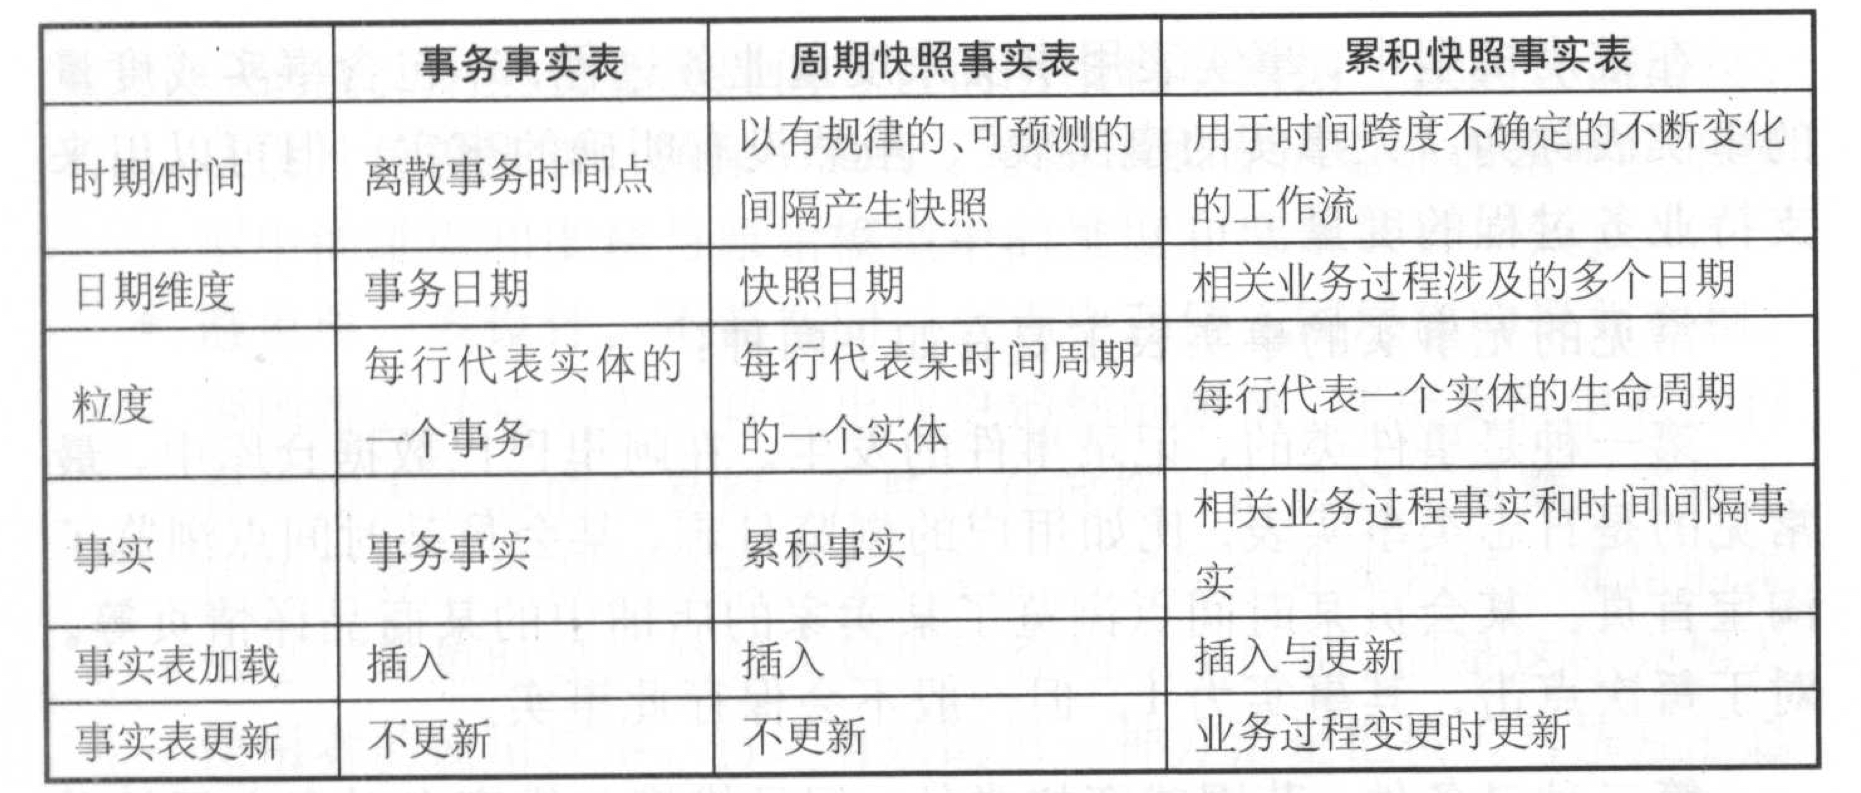 事务事实表 周期快照事实表 累积快照事实表
时期/时间 离散事务时间点 以有规律的、可预测的 用于时间跨度不确定的不断变化
间隔产生快照 的工作流
日期维度 事务日期 快照日期 相关业务过程涉及的多个日期
粒度 每行代表实体的 每行代表某时间周期 每行代表一个实体的生命周期
一个事务 的一个实体
事实 事务事实 累积事实 相关业务过程事实和时间间隔事
实
事实表加载 插入 插入 插入与更新
事实表更新 不更新 不更新 业务过程变更时更新